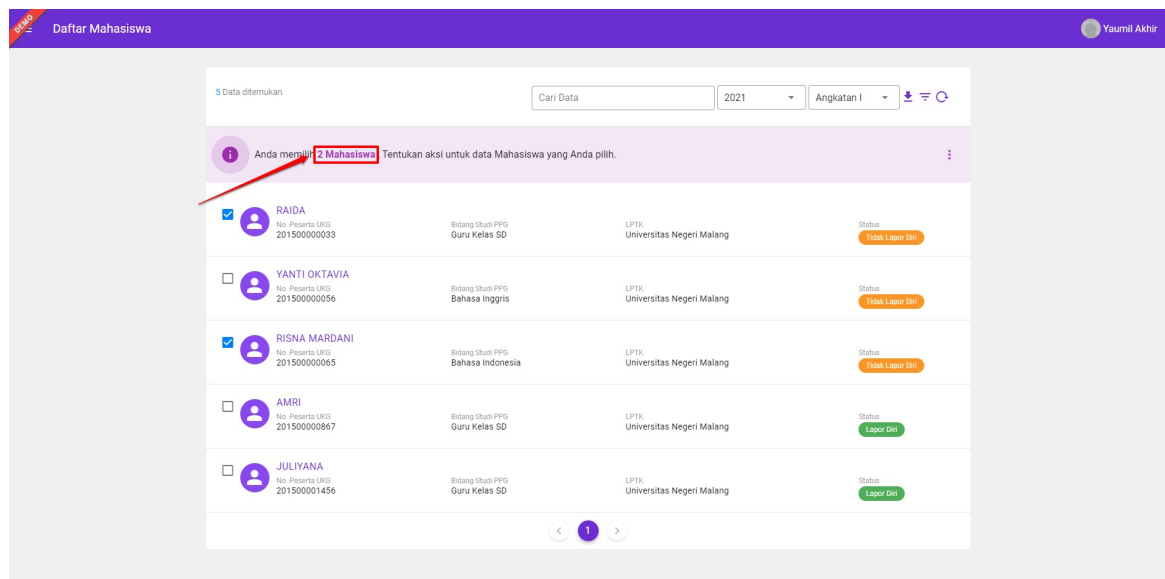 DEMO
Daftar Mahasiswa
Yaumil Akhir
5 Data ditemukan
Cari Data
2021
Angkatan I
Anda memilih 2 Mahasiswa Tentukan aksi untuk data Mahasiswa yang Anda pilih.
RAIDA
No. Peserta UKG Bidang Studi PPG LPTK Status
201500000033 Guru Kelas SD Universitas Negeri Malang Tidak Lapor Diri
YANTI OKTAVIA
No. Peserta UKG Bidang Studi PPG LPTK Status
201500000056 Bahasa Inggris Universitas Negeri Malang Tidak Lapor Diri
RISNA MARDANI
No. Peserta UKG Bidang Studi PPG LPTK Status
201500000065 Bahasa Indonesia Universitas Negeri Malang Tidak Lapor Diri
AMRI
No. Peserta UKG Bidang Studi PPG LPTK Status
201500000867 Guru Kelas SD Universitas Negeri Malang Lapor Diri
JULIYANA
No. Peserta UKG Bidang Studi PPG LPTK Status
201500001456 Guru Kelas SD Universitas Negeri Malang Lapor Diri
< 1 >